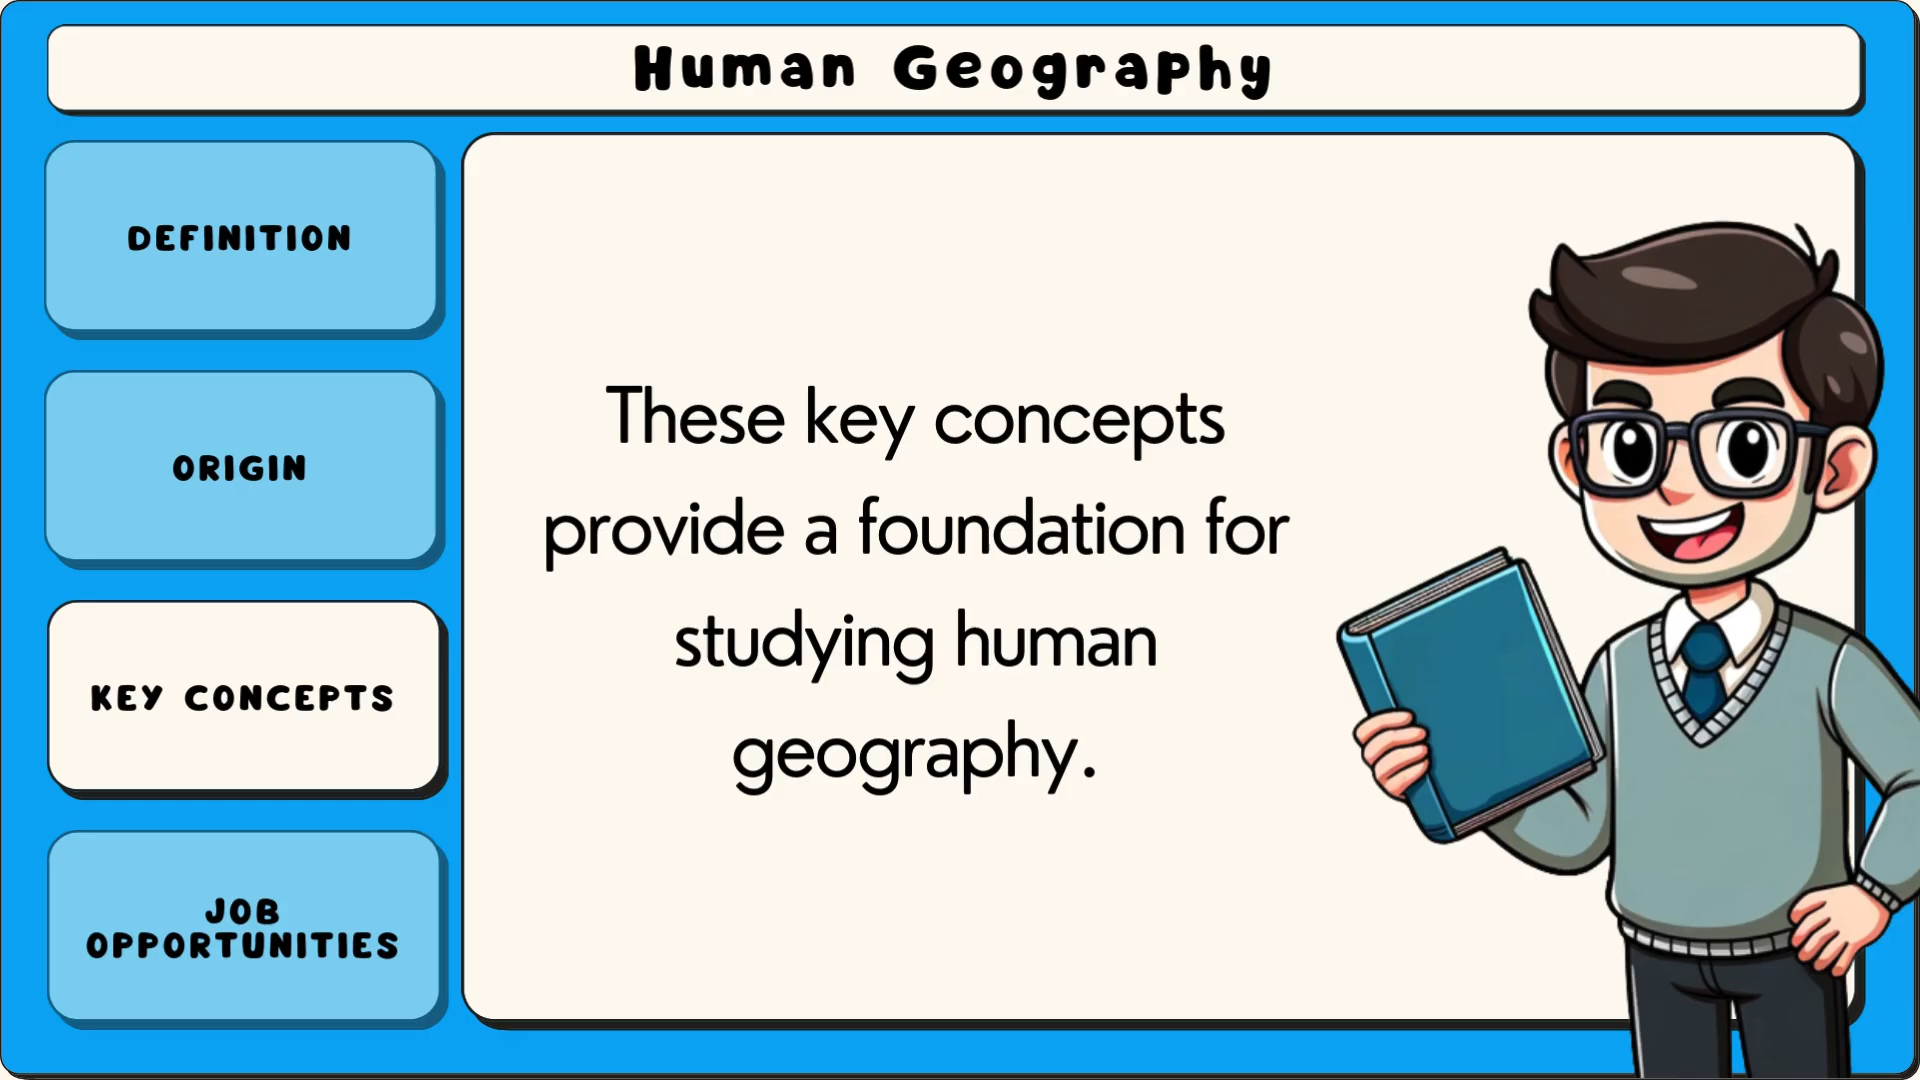 Human Geography
DEFINITION
ORIGIN
KEY CONCEPTS
JOB
OPPORTUNITIES
These key concepts
provide a foundation for
studying human
geography.